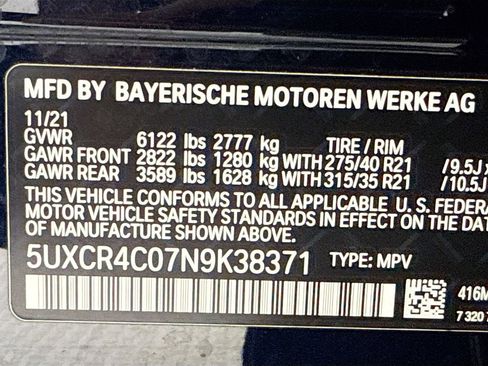 MFD BY BAYERISCHE MOTOREN WERKE AG
11/21
GVWR 6122 lbs 2777 kg TIRE / RIM
GAWR FRONT 2822 lbs 1280 kg WITH 275/40 R21 /9.5J x
GAWR REAR 3589 lbs 1628 kg WITH 315/35 R21 /10.5J
THIS VEHICLE CONFORMS TO ALL APPLICABLE U. S. FEDERA
MOTOR VEHICLE SAFETY STANDARDS IN EFFECT ON THE DAT
OF MANUFACTURE SHOWN ABOVE.
5UXCR4C07N9K38371 TYPE: MPV
416M
7 320 7